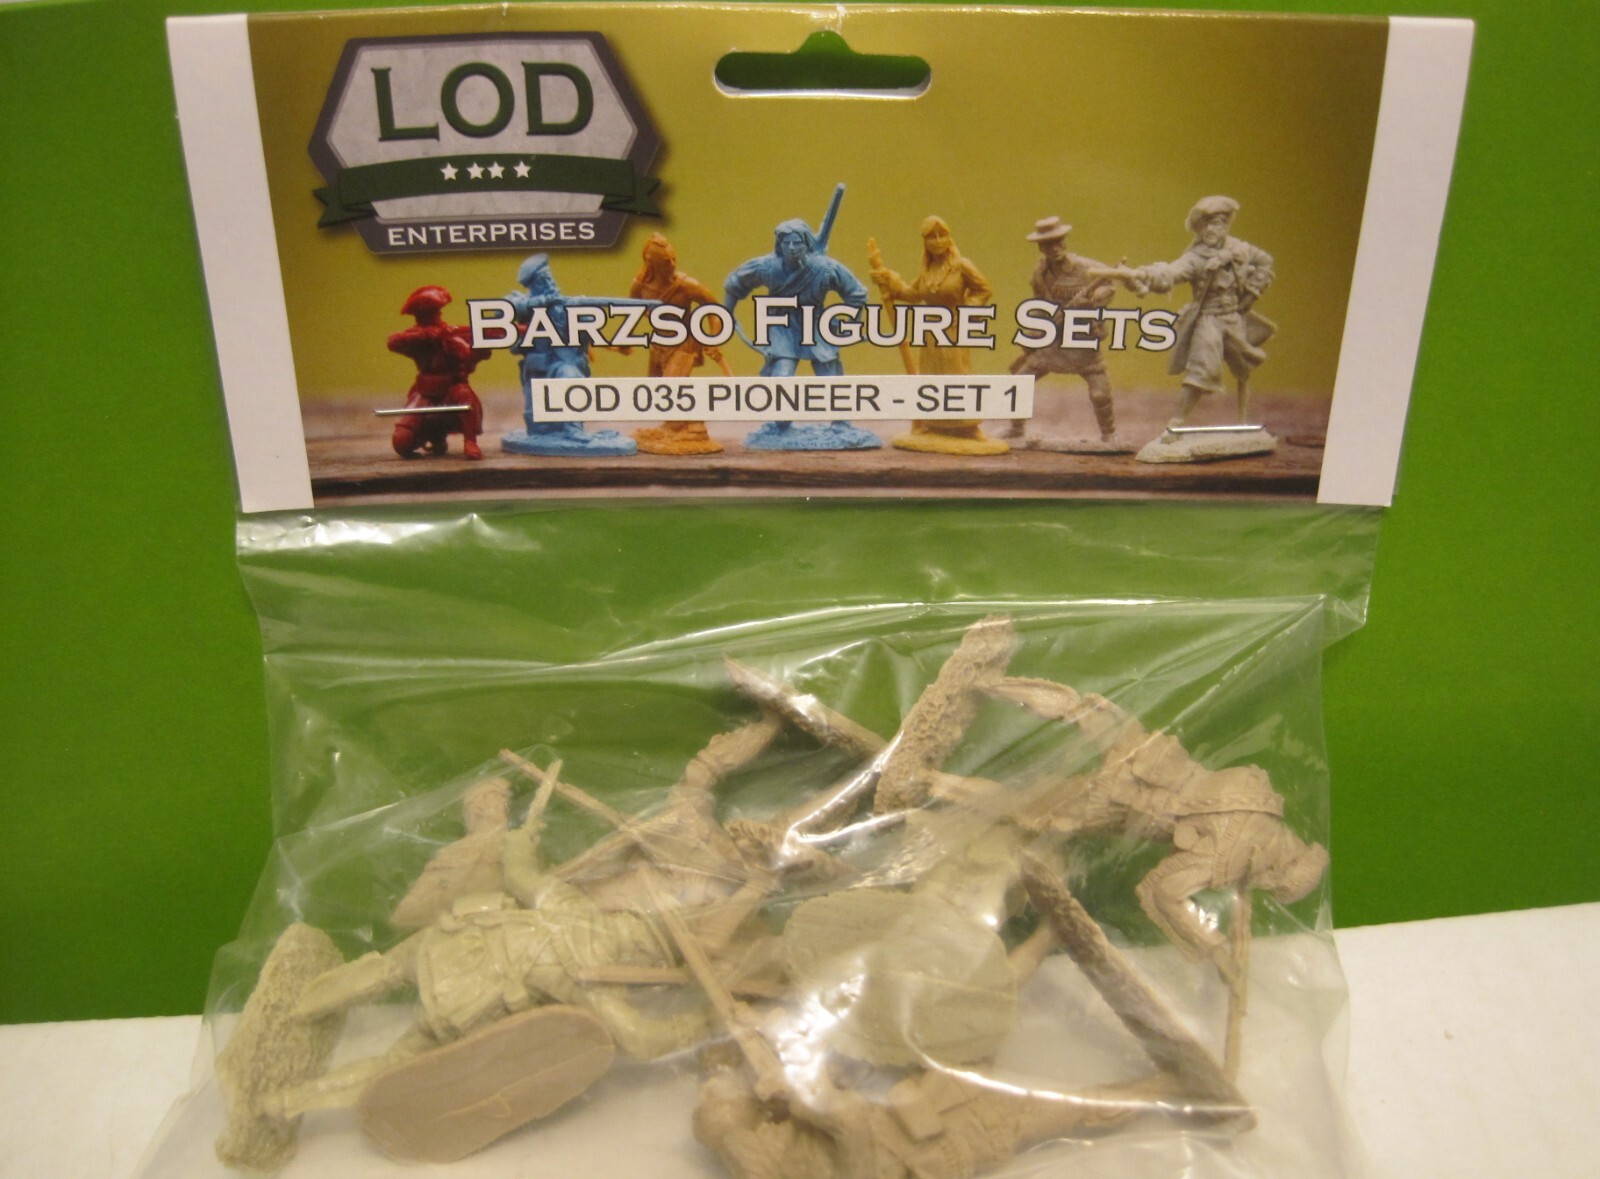 LOD
ENTERPRISES
BARZSO FIGURE SETS
LOD 035 PIONEER - SET 1